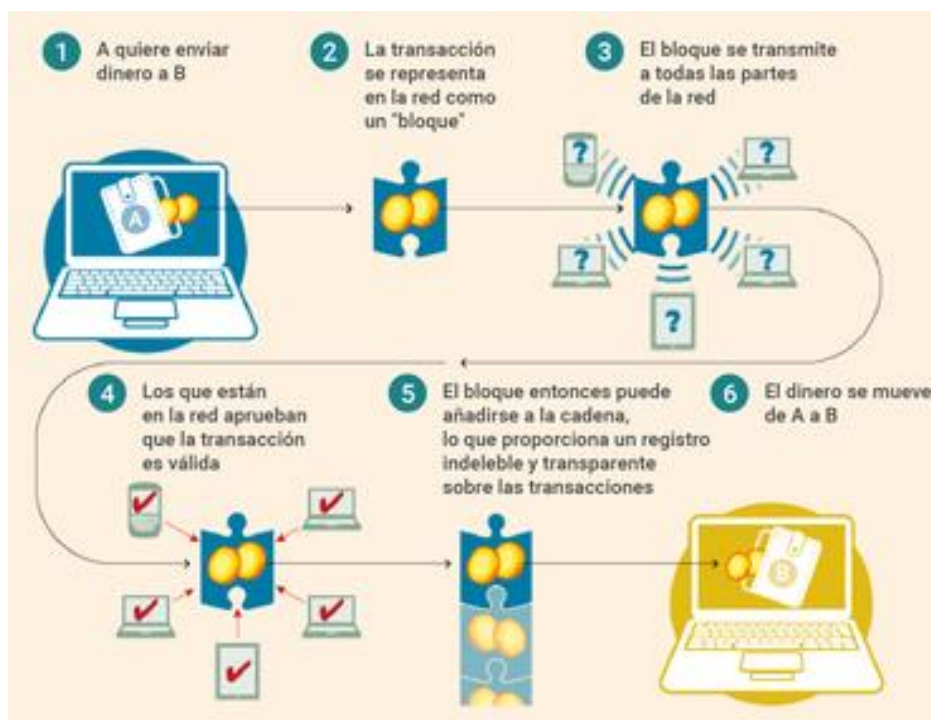 1
A quiere enviar
dinero a B
2
La transacción
se representa
en la red como
un "bloque"
3
El bloque se transmite
a todas las partes
de la red
A
?
?
?
?
?
4
Los que están
en la red aprueban
que la transacción
es válida
5
El bloque entonces puede
añadirse a la cadena,
lo que proporciona un registro
indeleble y transparente
sobre las transacciones
6
El dinero se mueve
de A a B
B